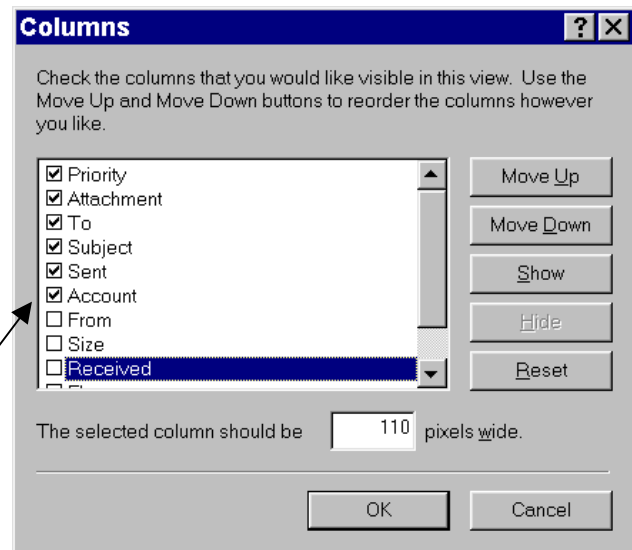 Columns
Check the columns that you would like visible in this view. Use the
Move Up and Move Down buttons to reorder the columns however
you like.
Priority
Attachment
To
Subject
Sent
Account
From
Size
Received
Move Up
Move Down
Show
Hide
Reset
The selected column should be 110 pixels wide.
OK
Cancel